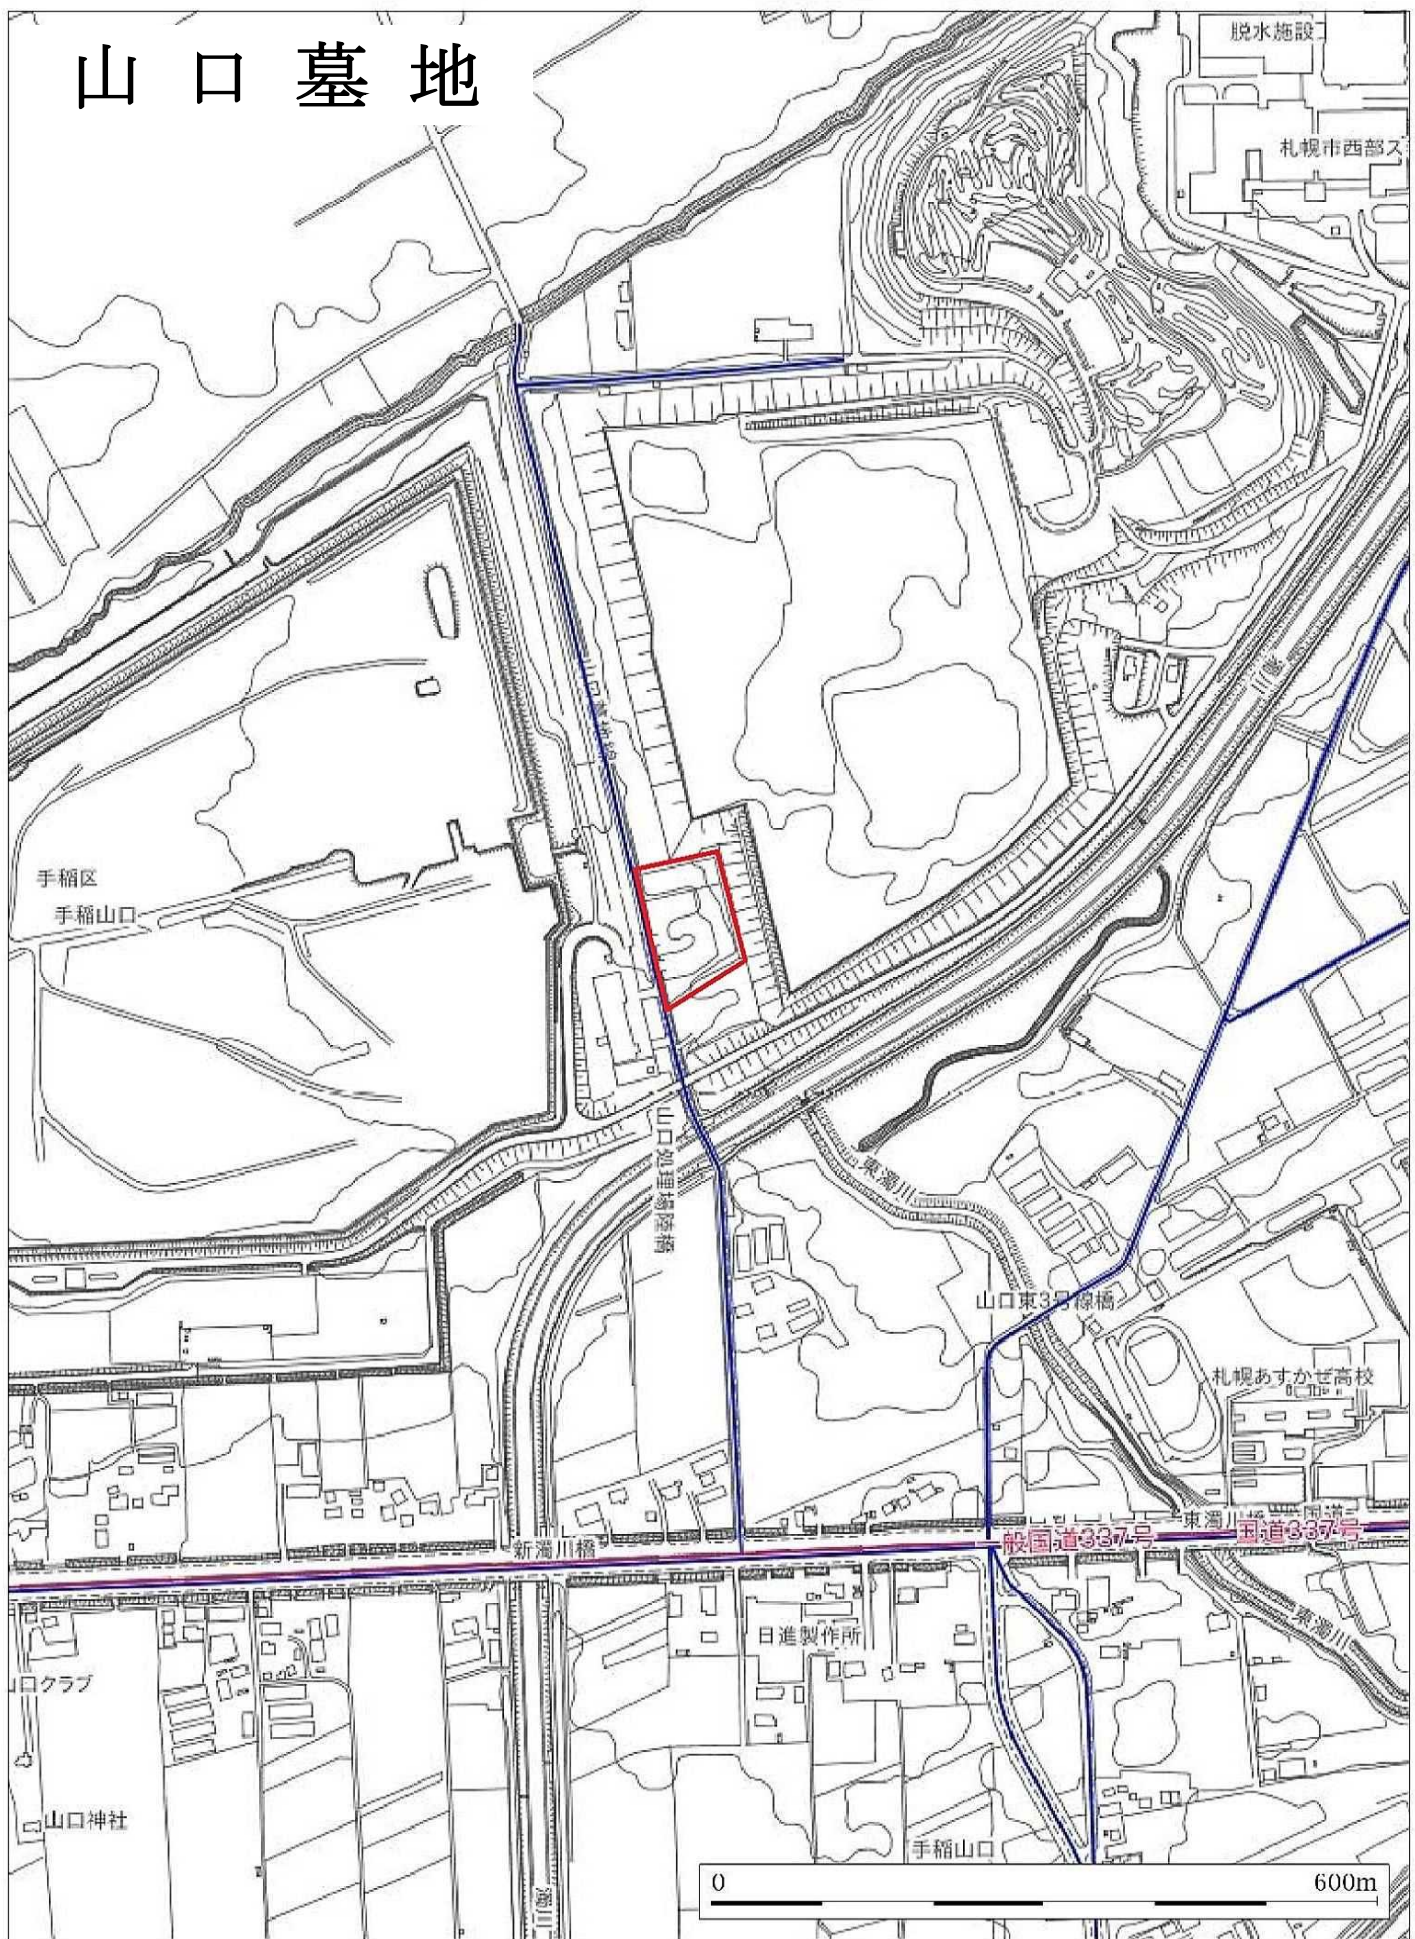 山口墓地
脱水施設
札幌市西部ス
手稲区
手稲山口
山口処理場陸橋
東濁川
山口東3号線橋
札幌あすかぜ高校
東濁川橋
国道337号
一般国道337号
新濁川橋
日進製作所
東濁川
山口クラブ
山口神社
手稲山口
濁川
0 600m